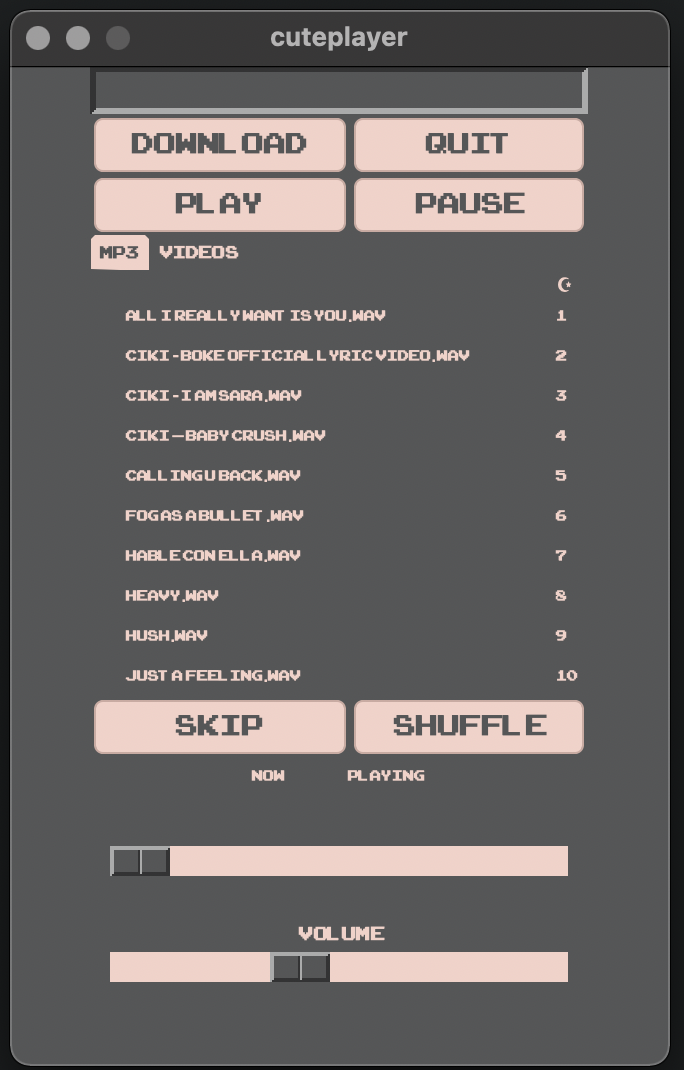 cuteplayer
DOWNLOAD QUIT
PLAY PAUSE
MP3 VIDEOS
☪
ALL I REALLY WANT IS YOU.WAV 1
CIKI - BOKE OFFICIAL LYRIC VIDEO.WAV 2
CIKI - I AM SARA.WAV 3
CIKI – BABY CRUSH.WAV 4
CALLING U BACK.WAV 5
FOG AS A BULLET .WAV 6
HABLE CON ELLA.WAV 7
HEAVY.WAV 8
HUSH.WAV 9
JUST A FEELING.WAV 10
SKIP SHUFFLE
NOW PLAYING
VOLUME